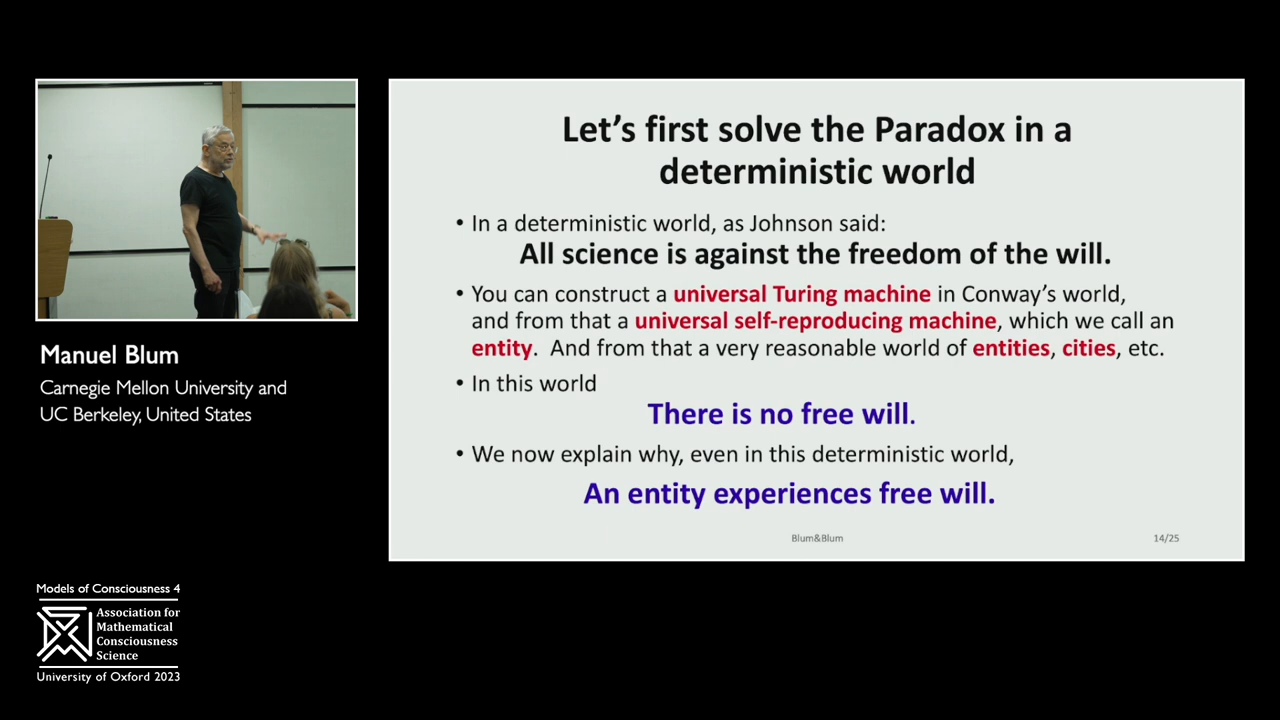 Let's first solve the Paradox in a
deterministic world
• In a deterministic world, as Johnson said:
All science is against the freedom of the will.
• You can construct a universal Turing machine in Conway's world,
and from that a universal self-reproducing machine, which we call an
entity. And from that a very reasonable world of entities, cities, etc.
• In this world
There is no free will.
• We now explain why, even in this deterministic world,
An entity experiences free will.
Blum&Blum
14/25
Manuel Blum
Carnegie Mellon University and
UC Berkeley, United States
Models of Consciousness 4
Association for
Mathematical
Consciousness
Science
University of Oxford 2023